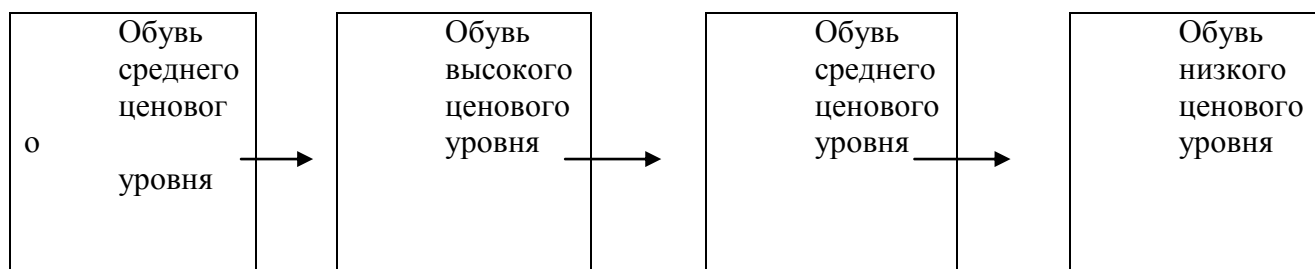 Обувь
среднего
ценовог
о
уровня
Обувь
высокого
ценового
уровня
Обувь
среднего
ценового
уровня
Обувь
низкого
ценового
уровня